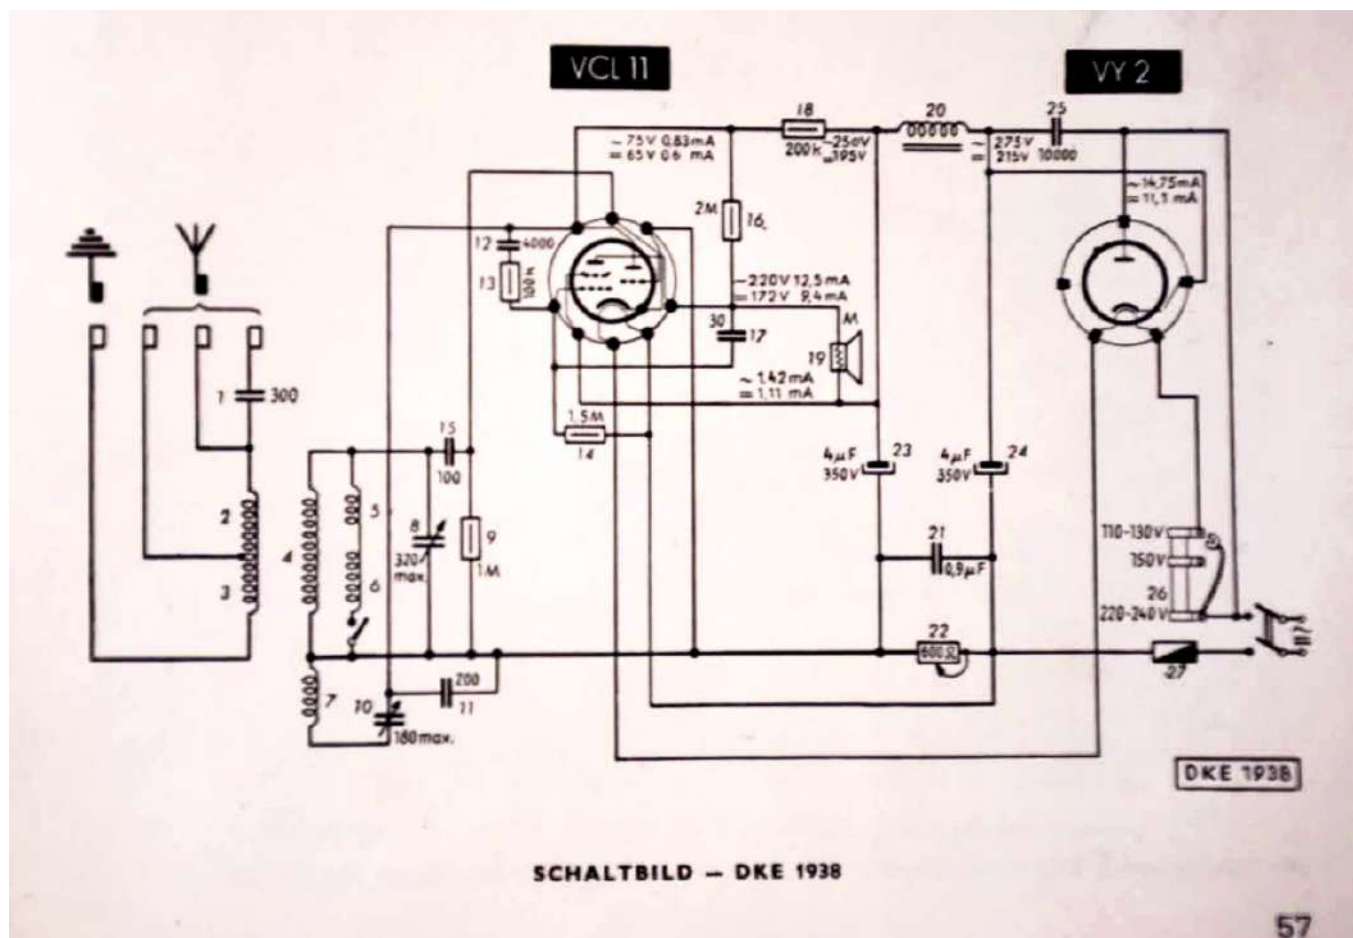 VCL 11
VY 2
18
20
25
~ 75V 0,83mA
= 65V 0,6 mA
200k
~250V
=195V
~ 275V
= 215V
10000
~14,75mA
= 11,1 mA
2M
16
12
4000
13
100k
~220V 12,5mA
= 172V 9,4mA
30
17
M
19
~ 1,42mA
= 1,11 mA
1
300
1,5M
14
15
100
4µF
350V
23
4µF
350V
24
2
5
8
9
4
320
max.
1M
6
3
21
0,9µF
110-130V
150V
26
220-240V
22
600Ω
27
7
10
200
11
180max.
DKE 1938
SCHALTBILD — DKE 1938
57